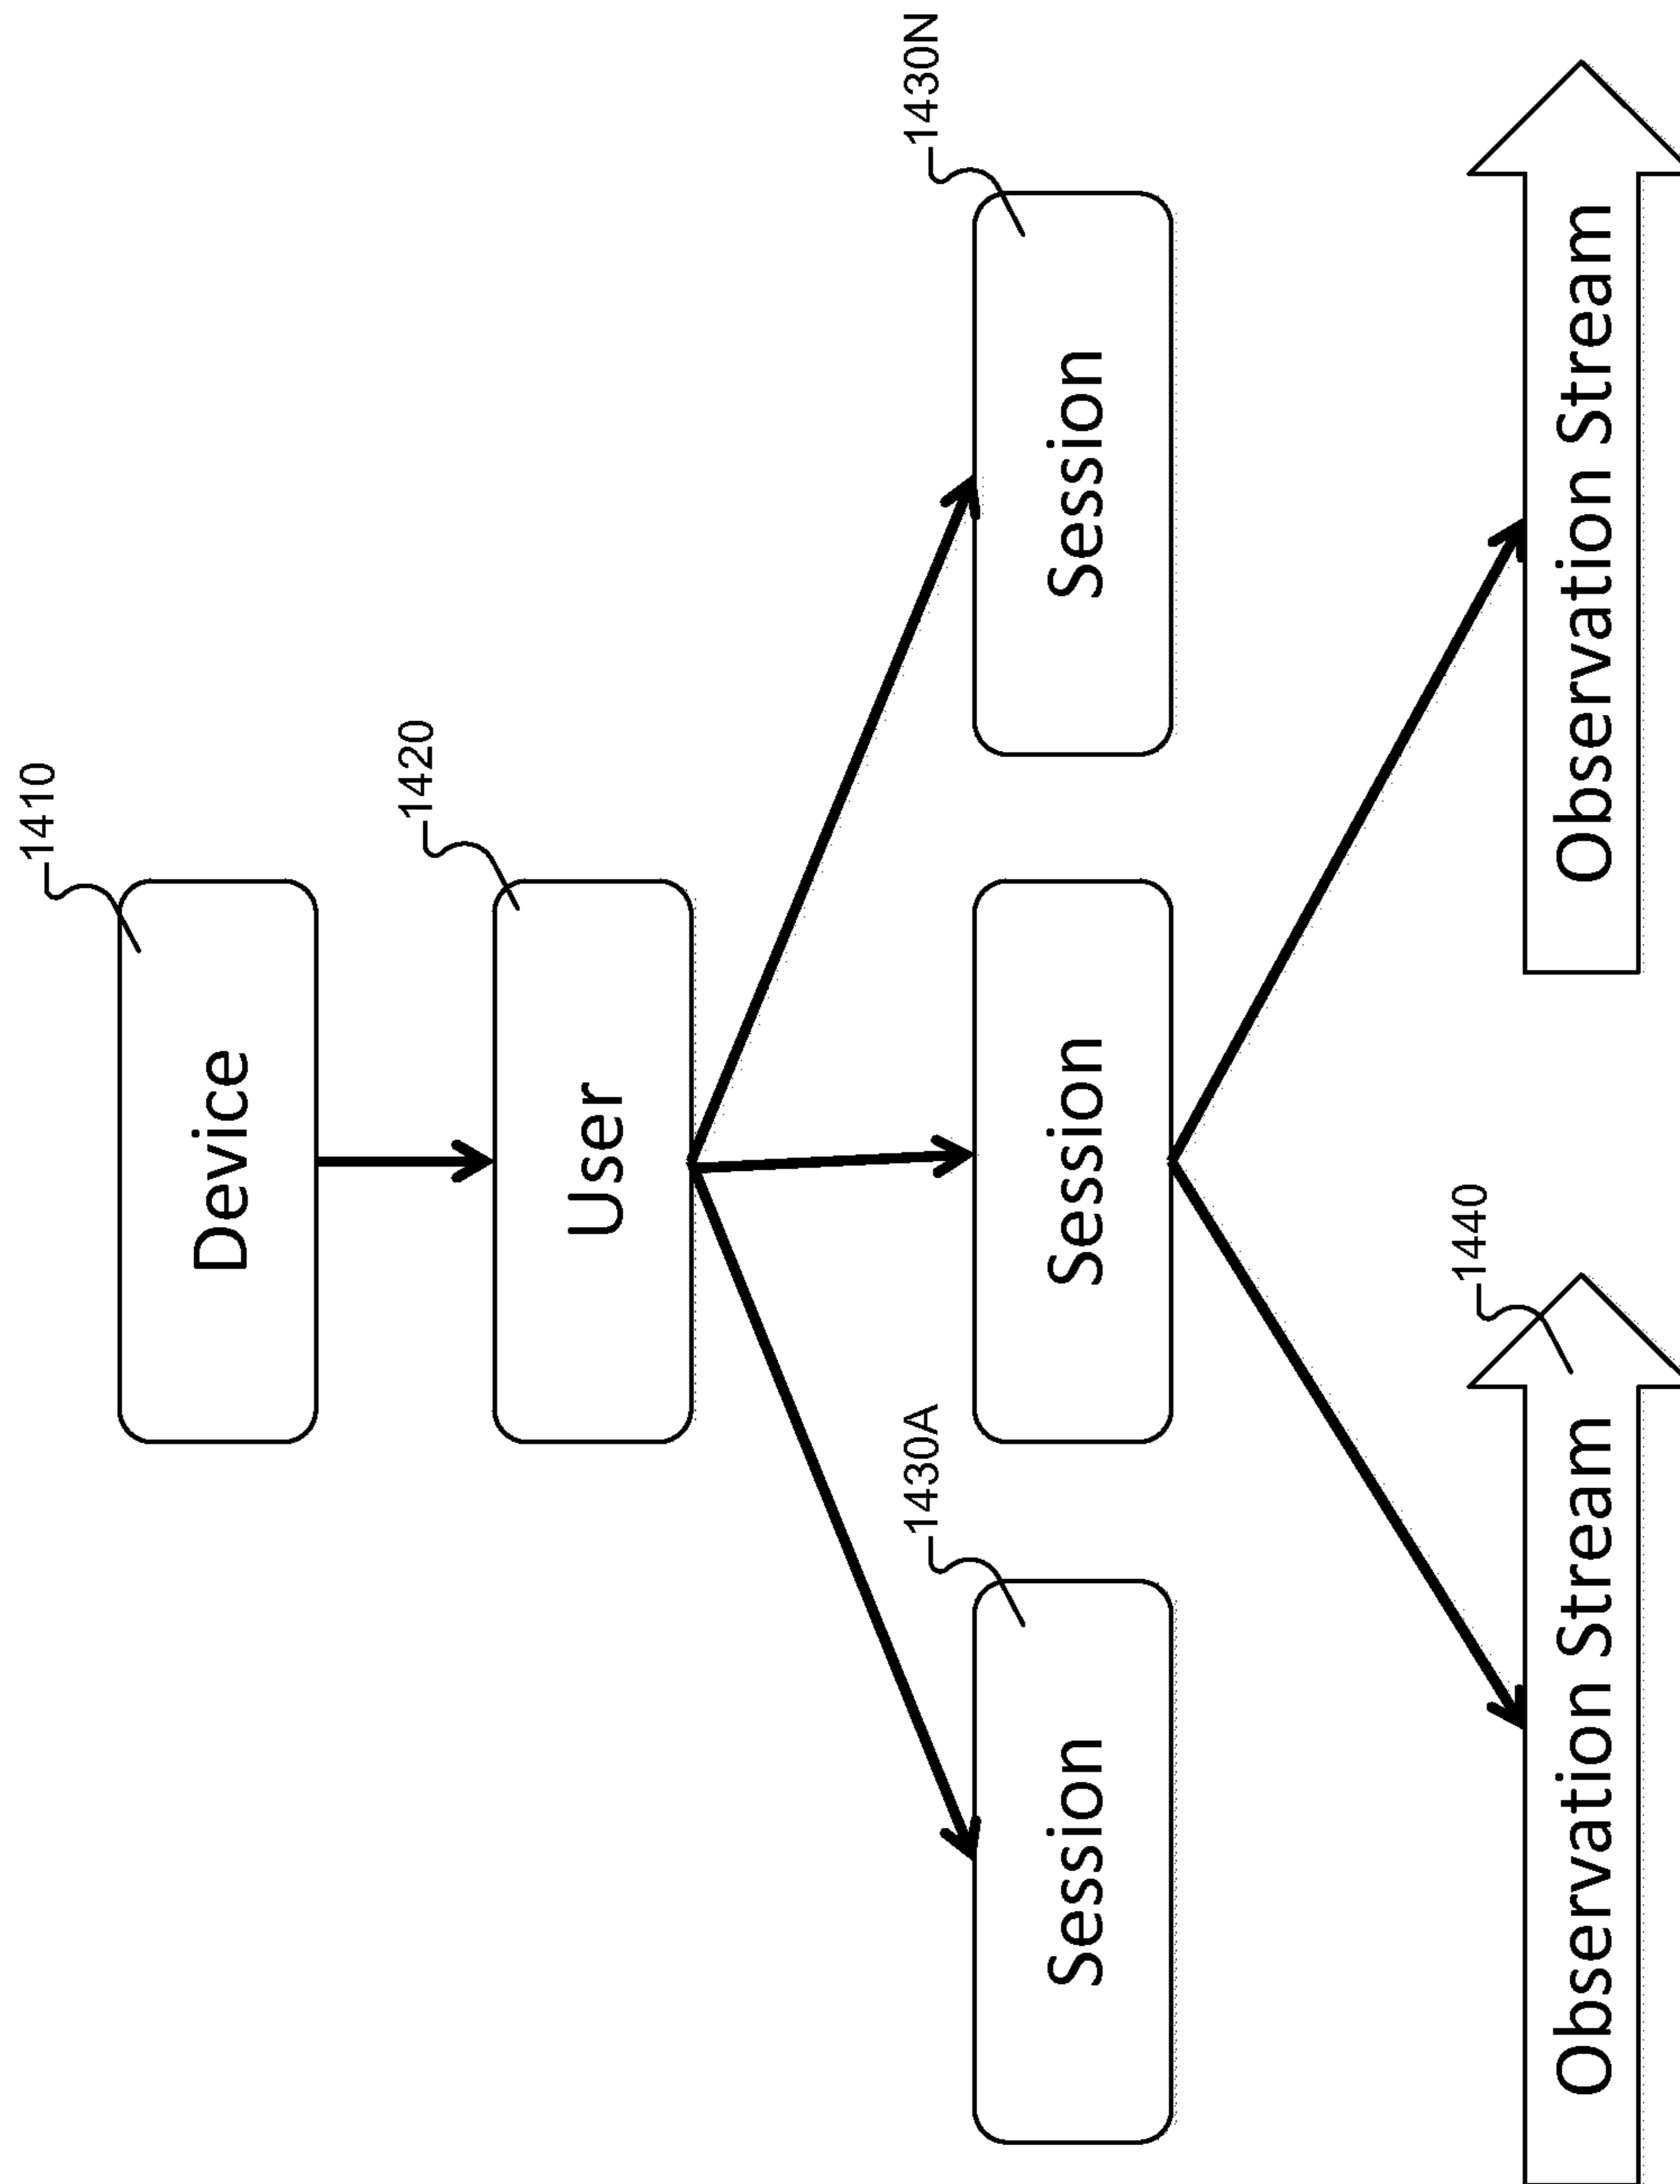 1410
Device
1420
User
1430A
1430N
Session
Session
Session
1440
Observation Stream
Observation Stream